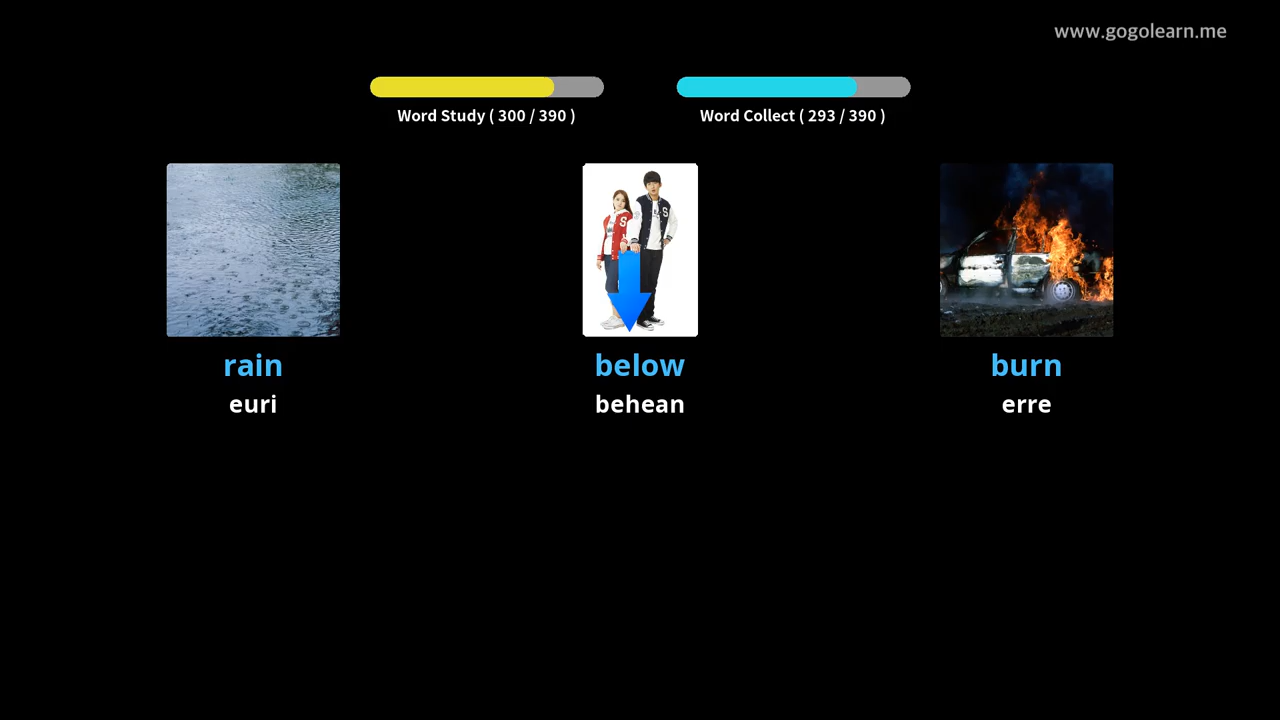 www.gogolearn.me
Word Study ( 300 / 390 )
Word Collect ( 293 / 390 )
rain
below
burn
euri
behean
erre
S
S